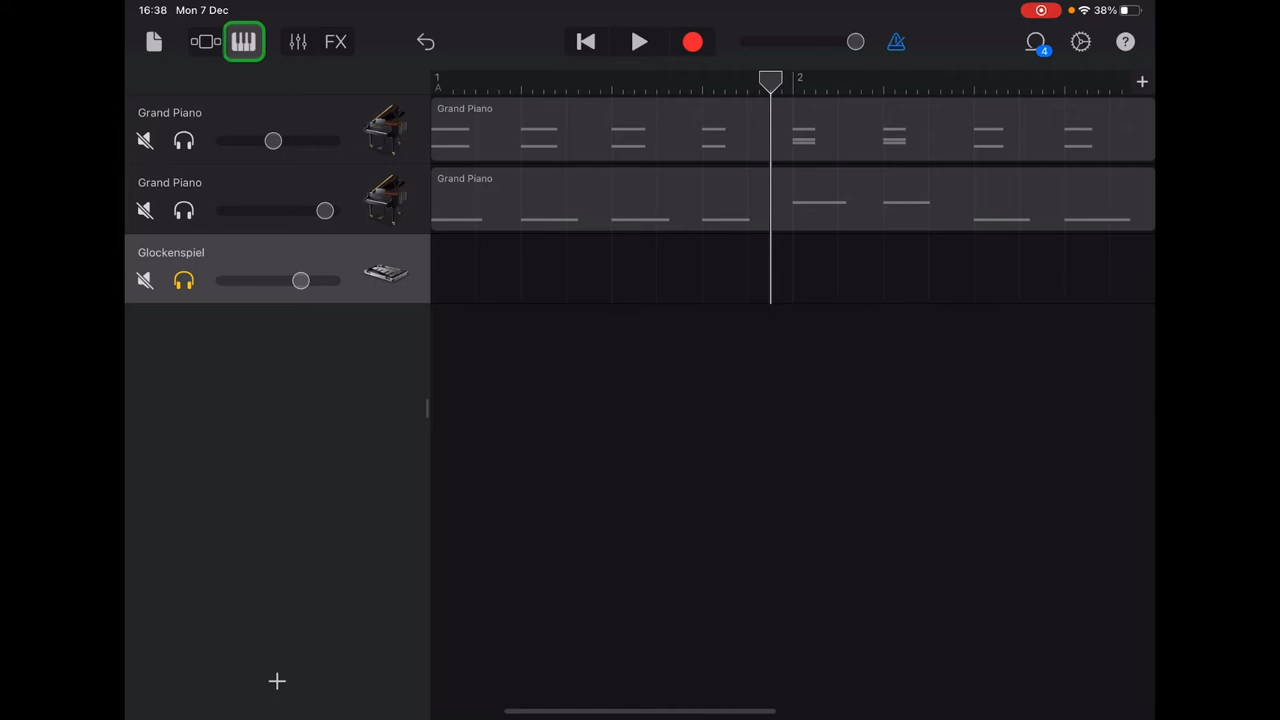 16:38 Mon 7 Dec
38%
FX
4
?
1
2
A
Grand Piano
Grand Piano
Grand Piano
Grand Piano
Glockenspiel